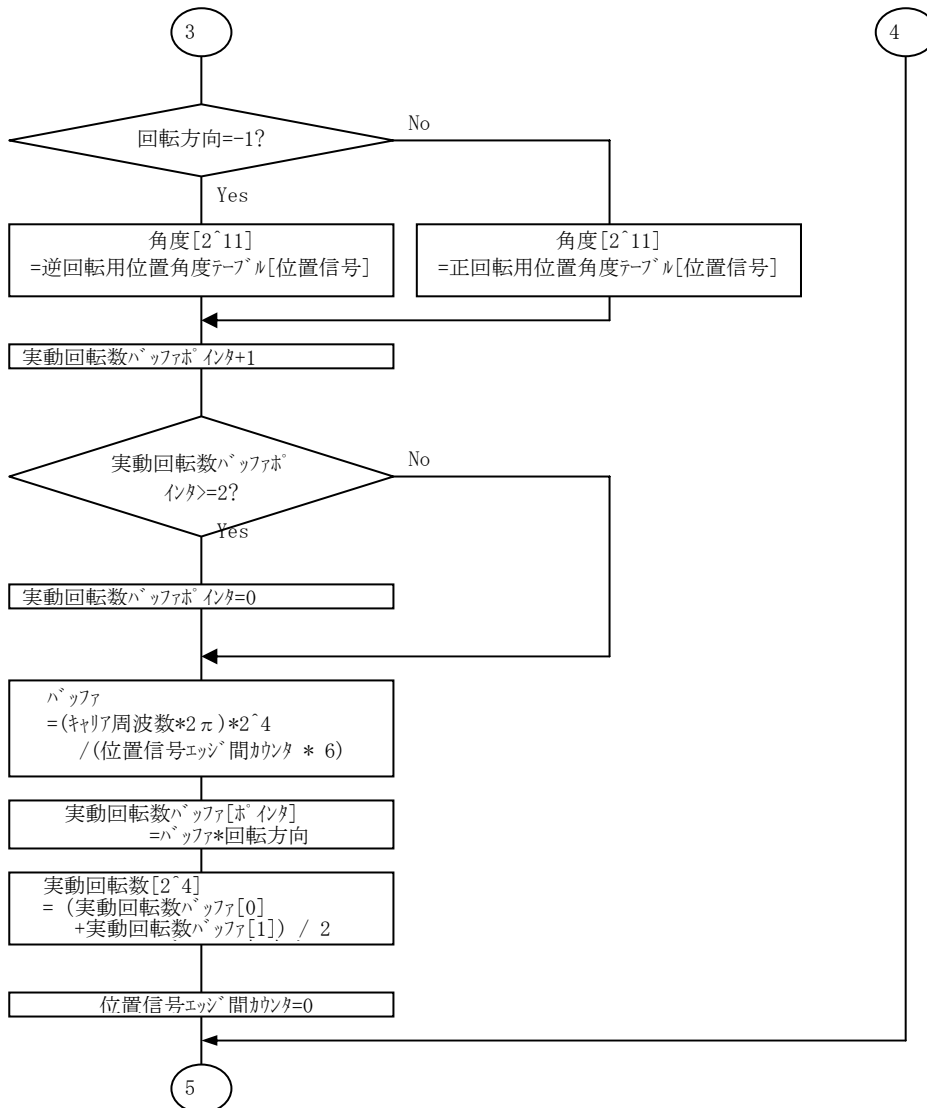 3
4
回転方向=-1?
No
Yes
角度[2^11]
=逆回転用位置角度ﾃｰﾌﾞﾙ[位置信号]
角度[2^11]
=正回転用位置角度ﾃｰﾌﾞﾙ[位置信号]
実動回転数ﾊﾞｯﾌｧﾎﾟｲﾝﾀ+1
実動回転数ﾊﾞｯﾌｧﾎﾟ
ｲﾝﾀ>=2?
No
Yes
実動回転数ﾊﾞｯﾌｧﾎﾟｲﾝﾀ=0
ﾊﾞｯﾌｧ
=(ｷｬﾘｱ周波数*2π)*2^4
/(位置信号ｴｯｼﾞ間ｶｳﾝﾀ * 6)
実動回転数ﾊﾞｯﾌｧ[ﾎﾟｲﾝﾀ]
=ﾊﾞｯﾌｧ*回転方向
実動回転数[2^4]
= (実動回転数ﾊﾞｯﾌｧ[0]
+実動回転数ﾊﾞｯﾌｧ[1]) / 2
位置信号ｴｯｼﾞ間ｶｳﾝﾀ=0
5